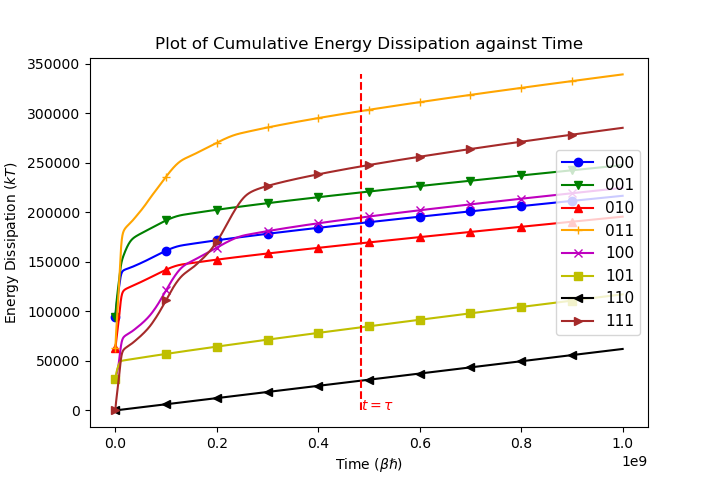 Plot of Cumulative Energy Dissipation against Time
Energy Dissipation (kT)
350000
300000
250000
200000
150000
100000
50000
0
000
001
010
011
100
101
110
111
t = τ
0.0 0.2 0.4 0.6 0.8 1.0
1e9
Time (βħ)